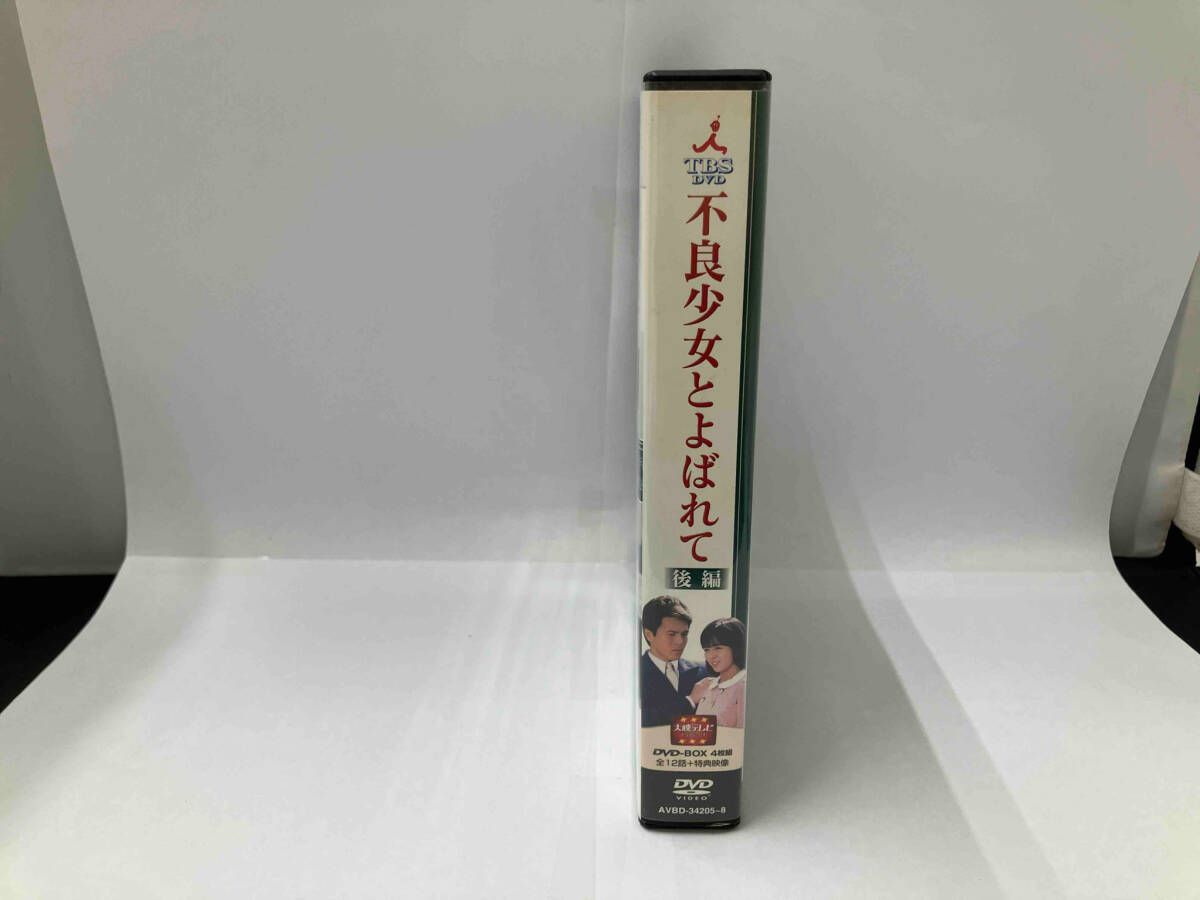 TBS
DVD
不良少女とよばれて
後編
大映テレビ
DVD-BOX 4枚組
全12話+特典映像
DVD
VIDEO
AVBD-34205~8